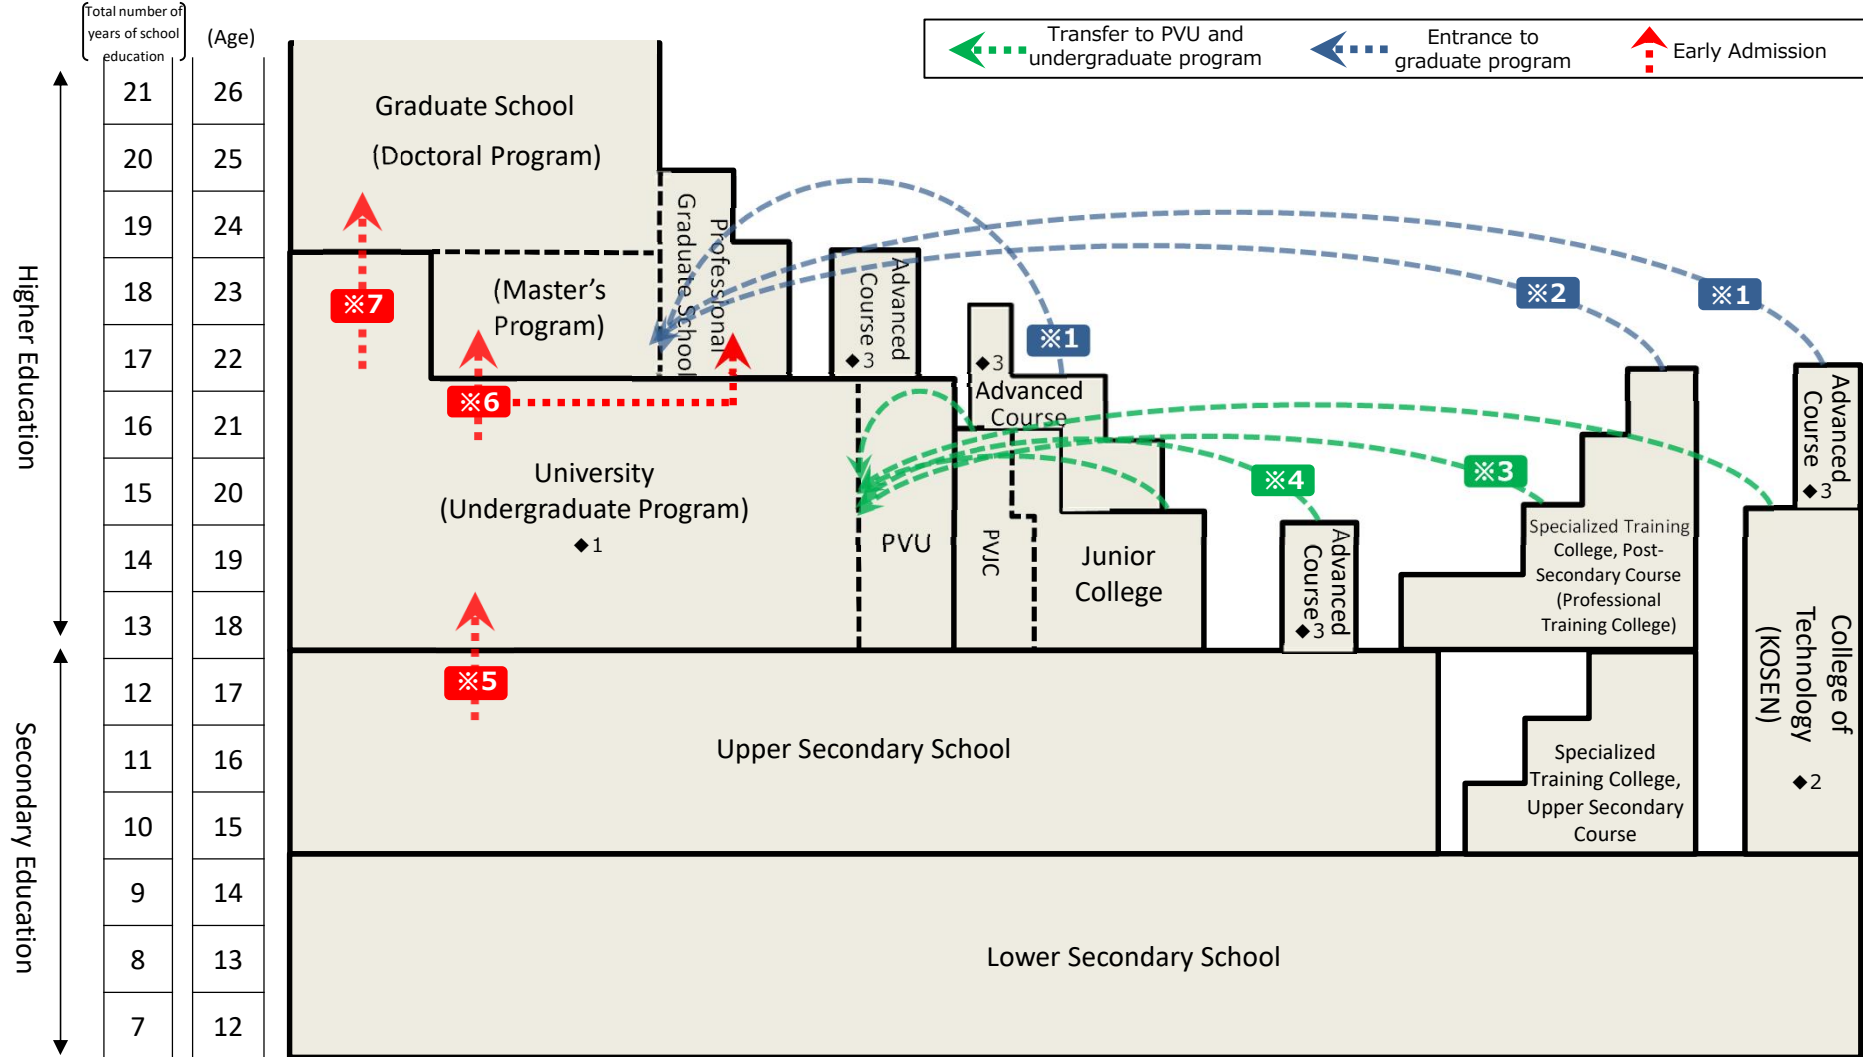 Total number of
years of school
education
(Age)
Transfer to PVU and
undergraduate program
Entrance to
graduate program
Early Admission
Higher Education
Secondary Education
21
26
20
25
19
24
18
23
17
22
16
21
15
20
14
19
13
18
12
17
11
16
10
15
9
14
8
13
7
12
Graduate School
(Doctoral Program)
(Master's
Program)
Professional
Graduate School
Advanced
Course
◆3
◆3
Advanced
Course
※7
※6
※5
※1
※2
※1
※4
※3
University
(Undergraduate Program)
◆1
PVU
PVJC
Junior
College
Advanced
Course
◆3
Specialized Training
College, Post-
Secondary Course
(Professional
Training College)
Advanced
Course
◆3
College of
Technology
(KOSEN)
◆2
Upper Secondary School
Specialized
Training College,
Upper Secondary
Course
Lower Secondary School